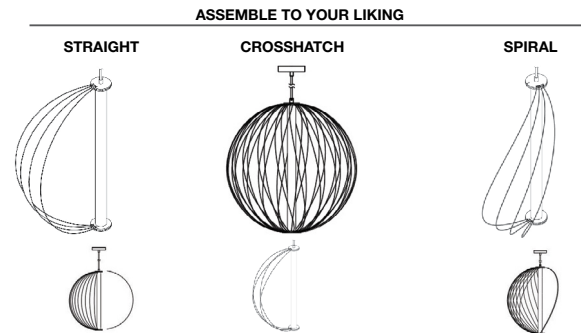 ASSEMBLE TO YOUR LIKING
STRAIGHT
CROSSHATCH
SPIRAL